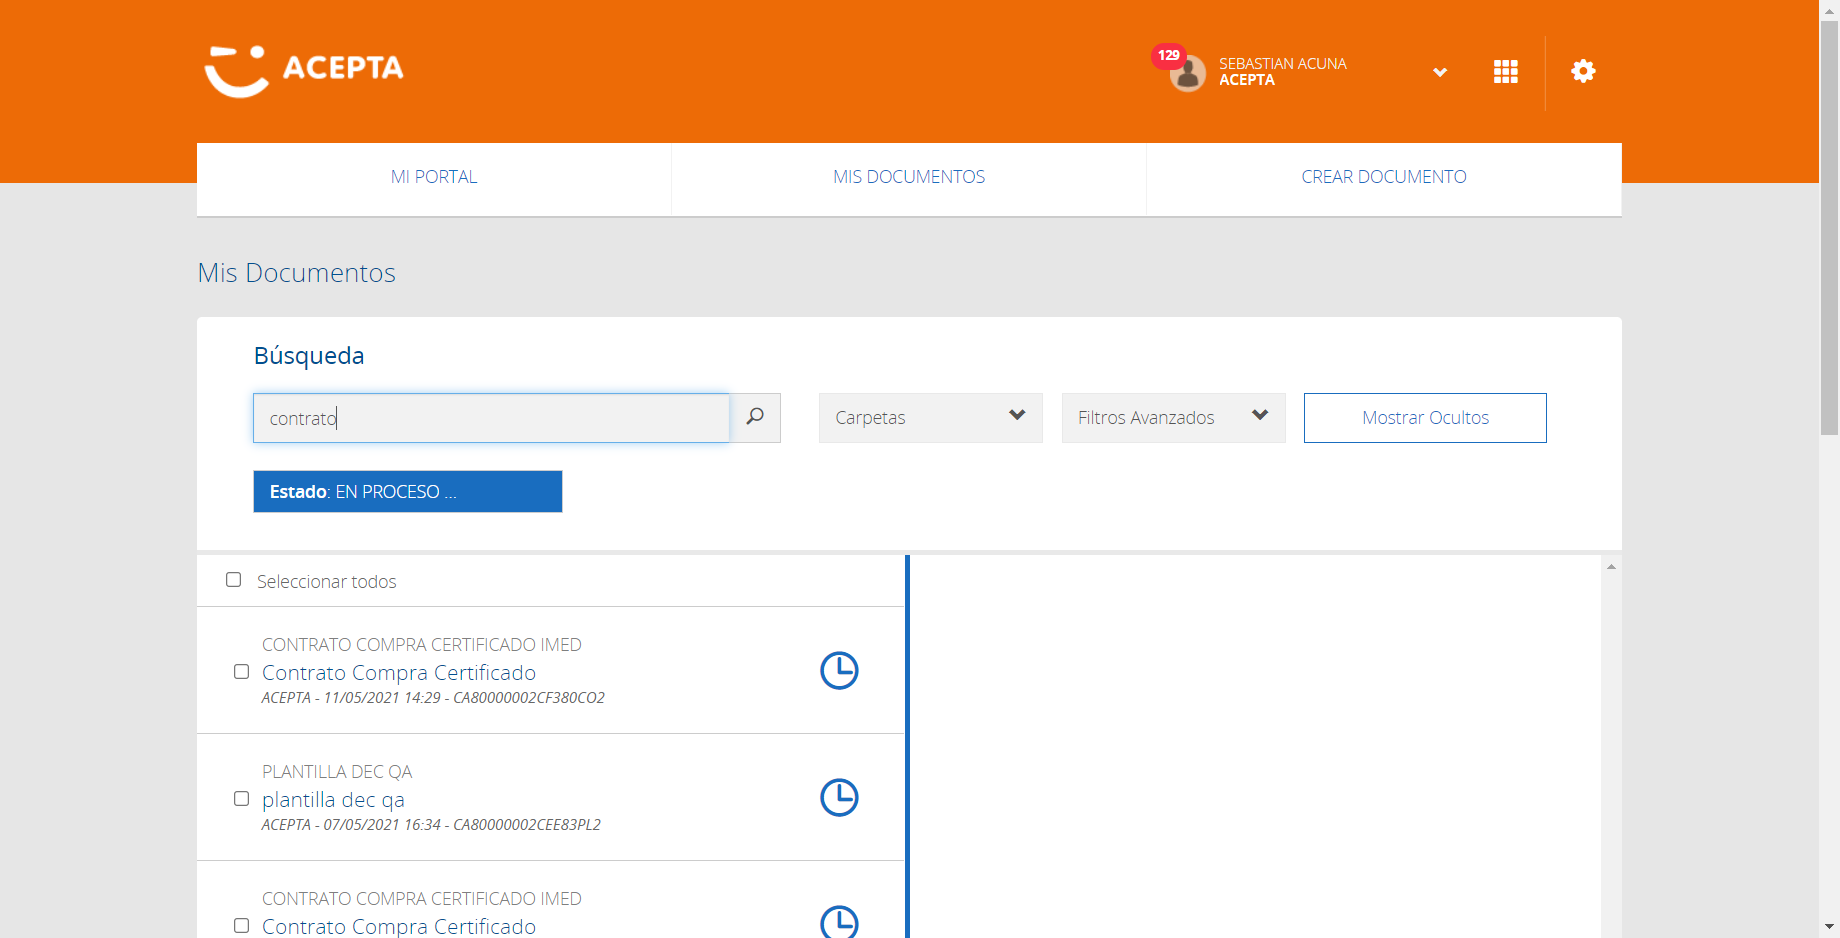 ACEPTA
129
SEBASTIAN ACUNA
ACEPTA
MI PORTAL
MIS DOCUMENTOS
CREAR DOCUMENTO
Mis Documentos
Búsqueda
contrato
Carpetas
Filtros Avanzados
Mostrar Ocultos
Estado: EN PROCESO ...
Seleccionar todos
CONTRATO COMPRA CERTIFICADO IMED
Contrato Compra Certificado
ACEPTA - 11/05/2021 14:29 - CA80000002CF380CO2
PLANTILLA DEC QA
plantilla dec qa
ACEPTA - 07/05/2021 16:34 - CA80000002CEE83PL2
CONTRATO COMPRA CERTIFICADO IMED
Contrato Compra Certificado